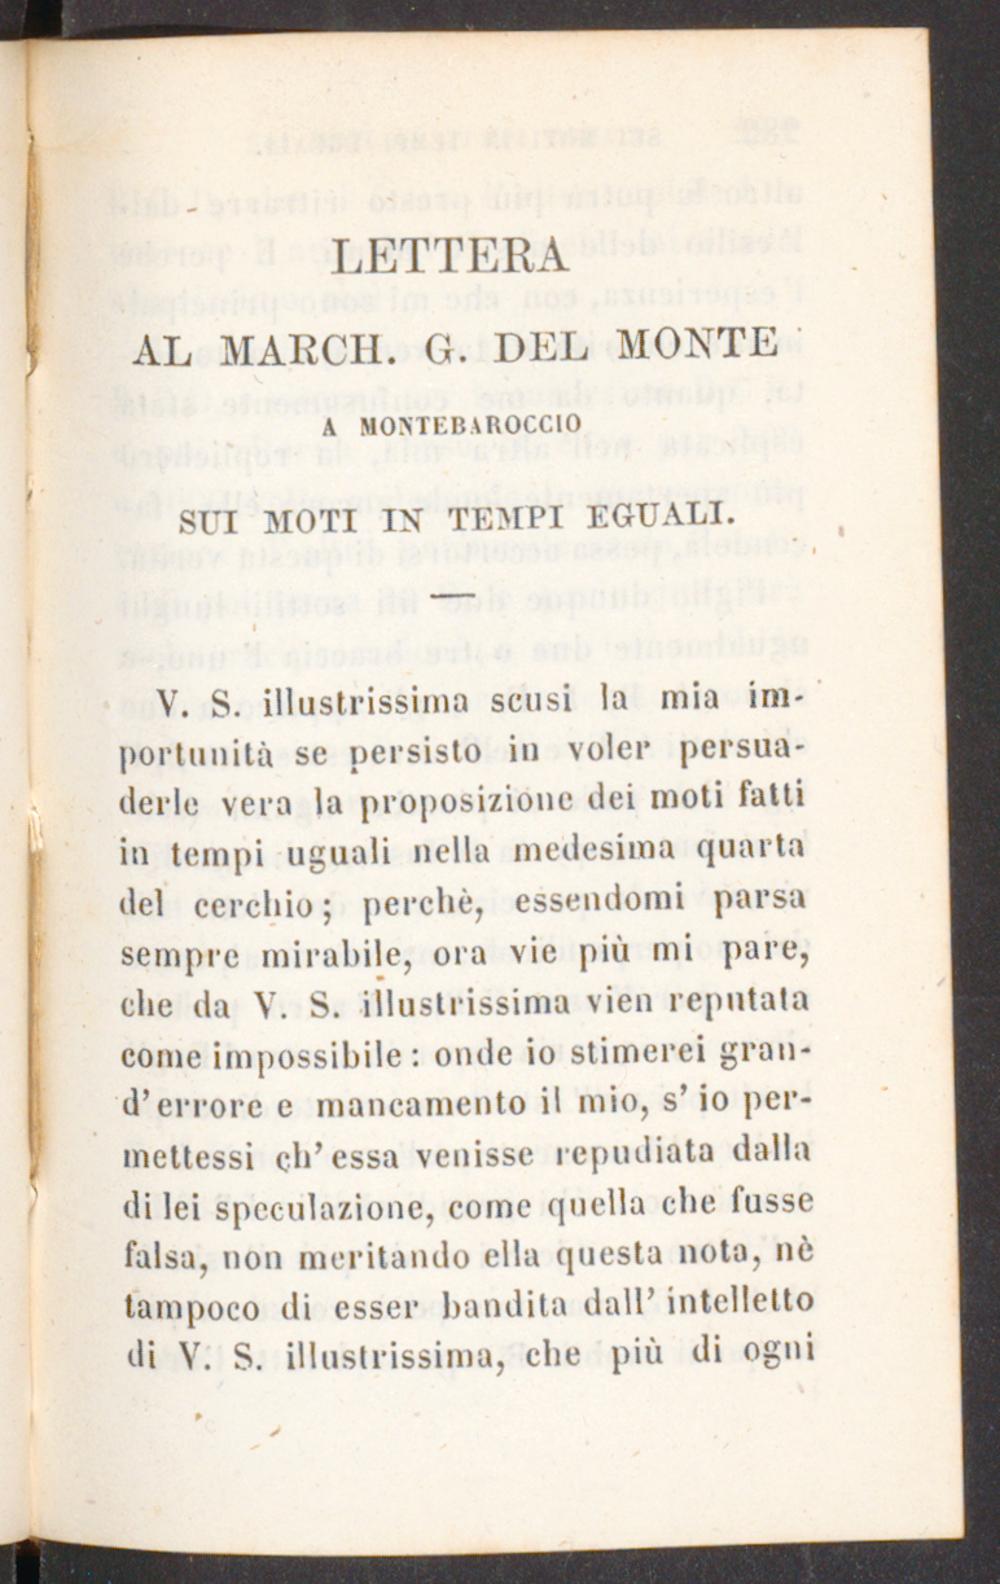 LETTERA
AL MARCH. G. DEL MONTE
A MONTEBAROCCIO
SUI MOTI IN TEMPI EGUALI.
V. S. illustrissima scusi la mia im-
portunità se persisto in voler persua-
derle vera la proposizione dei moti fatti
in tempi uguali nella medesima quarta
del cerchio; perchè, essendomi parsa
sempre mirabile, ora vie più mi pare,
che da V. S. illustrissima vien reputata
come impossibile: onde io stimerei gran-
d'errore e mancamento il mio, s' io per-
mettessi ch' essa venisse repudiata dalla
di lei speculazione, come quella che fusse
falsa, non meritando ella questa nota, nè
tampoco di esser bandita dall' intelletto
di V. S. illustrissima, che più di ogni